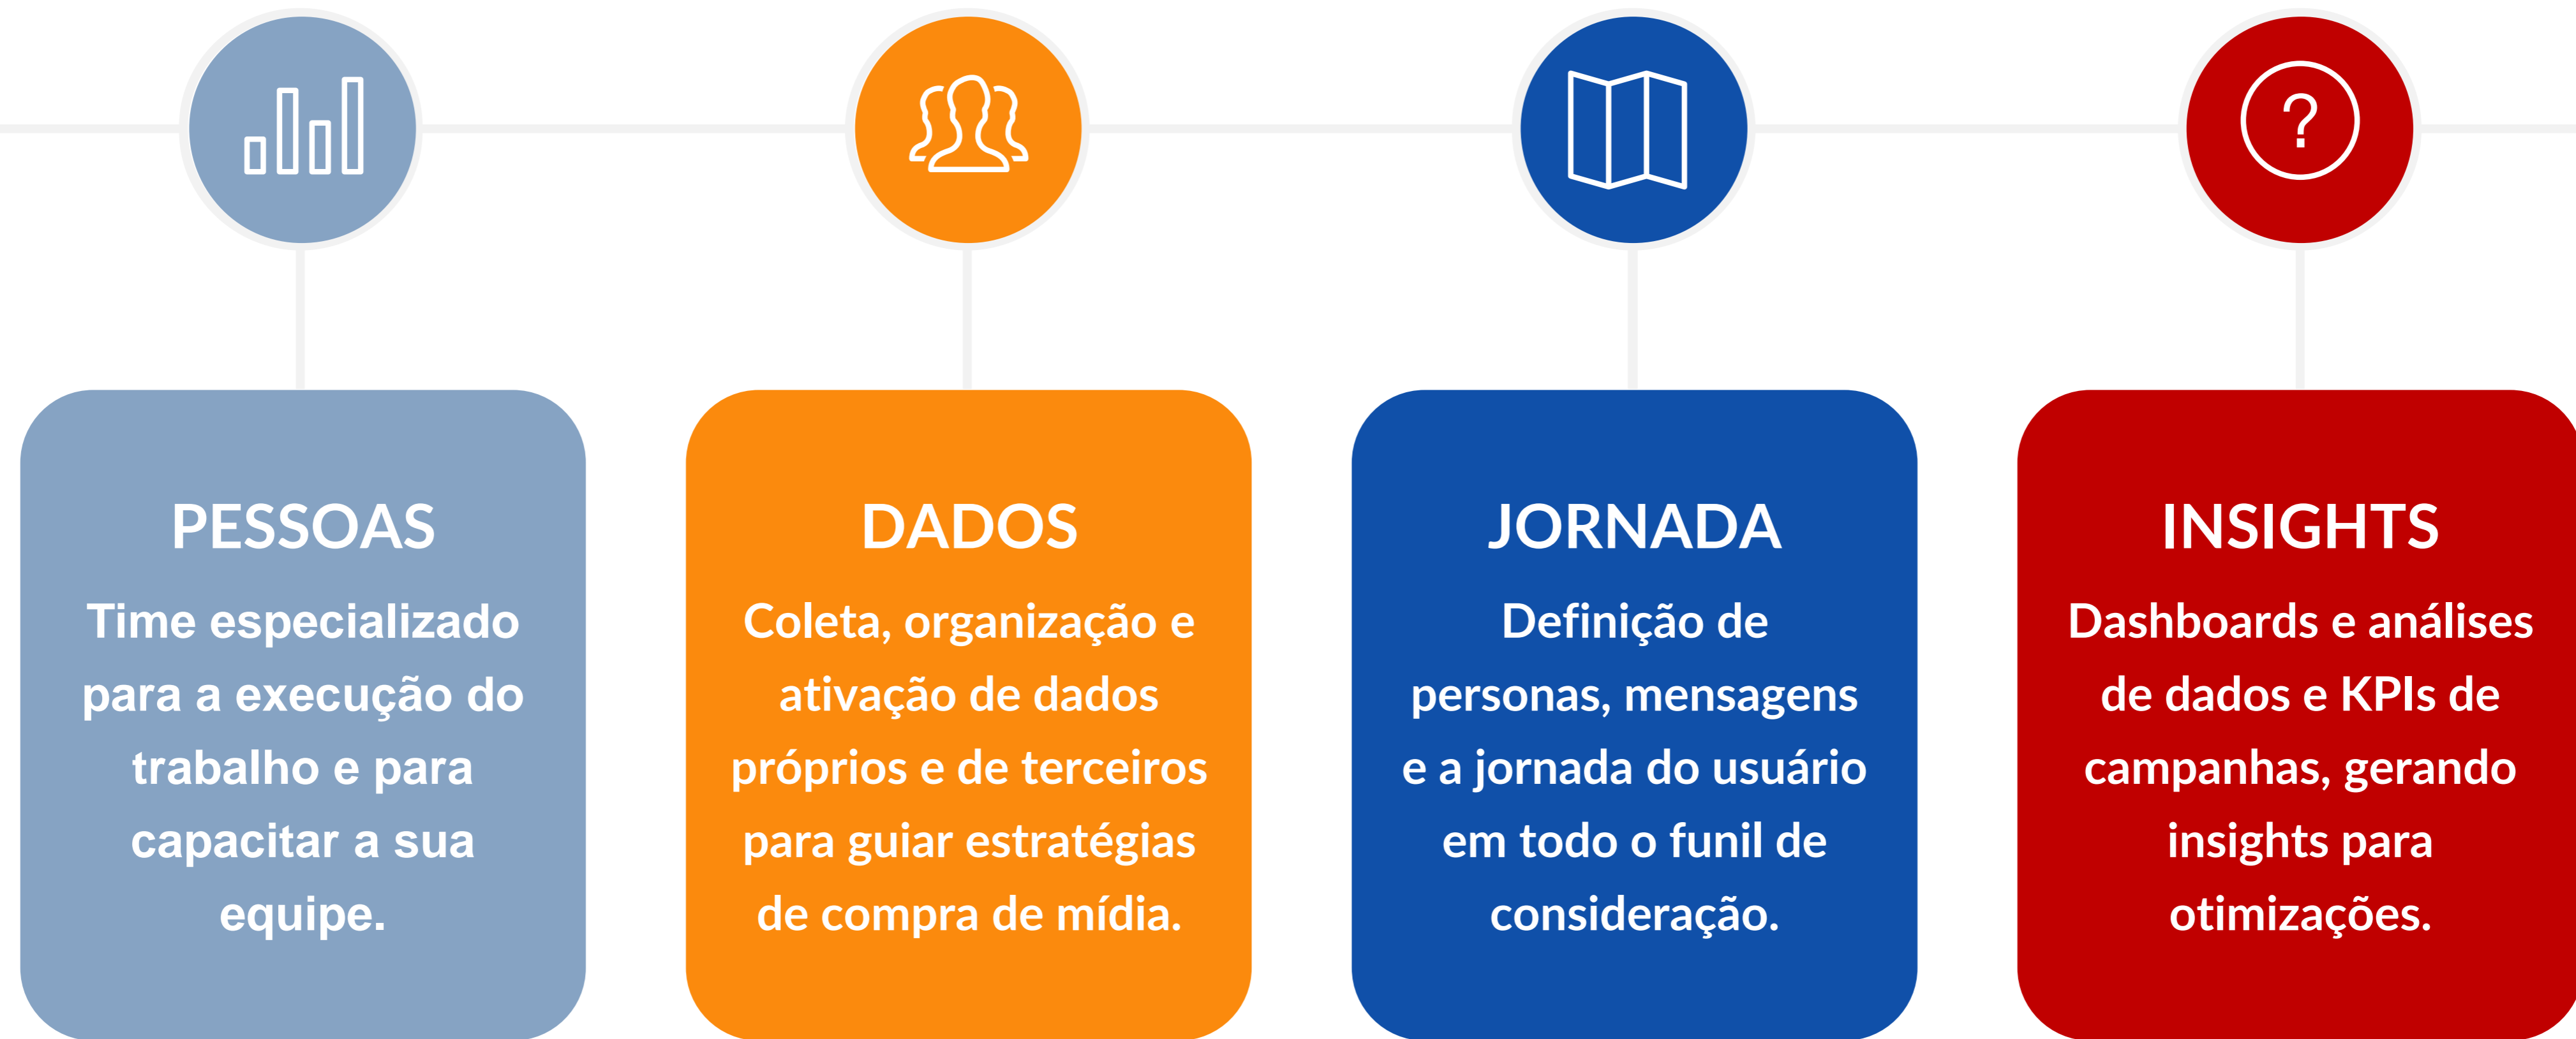 ?
PESSOAS
Time especializado
para a execução do
trabalho e para
capacitar a sua
equipe.
DADOS
Coleta, organização e
ativação de dados
próprios e de terceiros
para guiar estratégias
de compra de mídia.
JORNADA
Definição de
personas, mensagens
e a jornada do usuário
em todo o funil de
consideração.
INSIGHTS
Dashboards e análises
de dados e KPIs de
campanhas, gerando
insights para
otimizações.